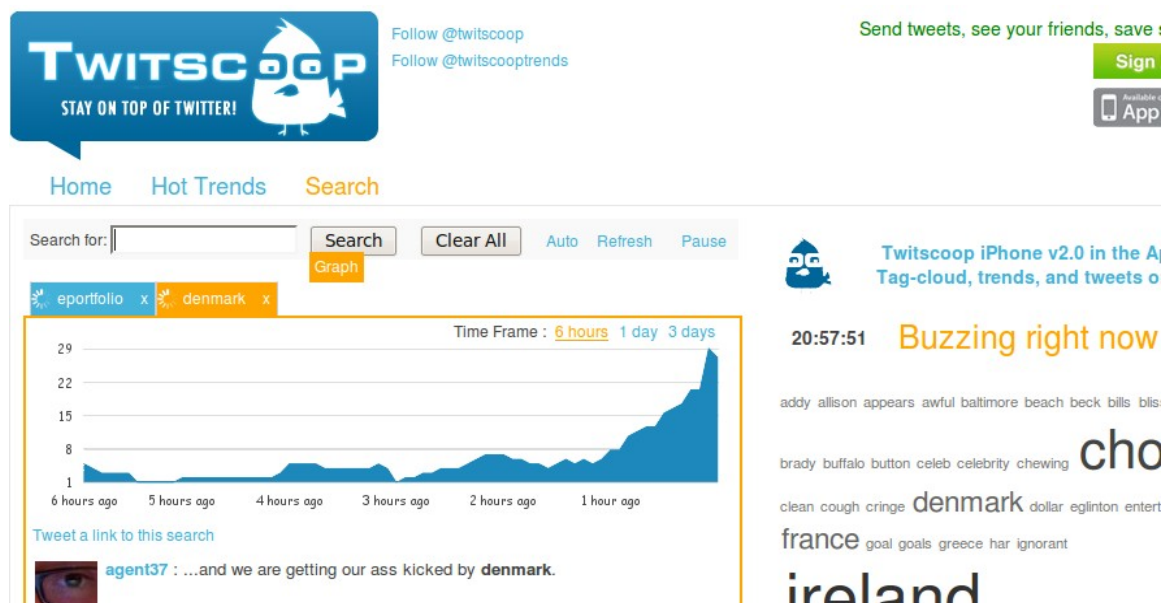 TWITSCOOP
STAY ON TOP OF TWITTER!
Follow @twitscoop
Follow @twitscooptrends
Send tweets, see your friends, save
Sign
Available
App
Home Hot Trends Search
Search for: Search Clear All Auto Refresh Pause
Graph
eportfolio x denmark x
Time Frame : 6 hours 1 day 3 days
29
22
15
8
1
6 hours ago 5 hours ago 4 hours ago 3 hours ago 2 hours ago 1 hour ago
Tweet a link to this search
agent37 : ...and we are getting our ass kicked by denmark.
Twitscoop iPhone v2.0 in the
Tag-cloud, trends, and tweets
20:57:51 Buzzing right now
addy allison appears awful baltimore beach beck bills
brady buffalo button celeb celebrity chewing cho
clean cough cringe denmark dollar eglinton
france goal goals greece har ignorant
ireland